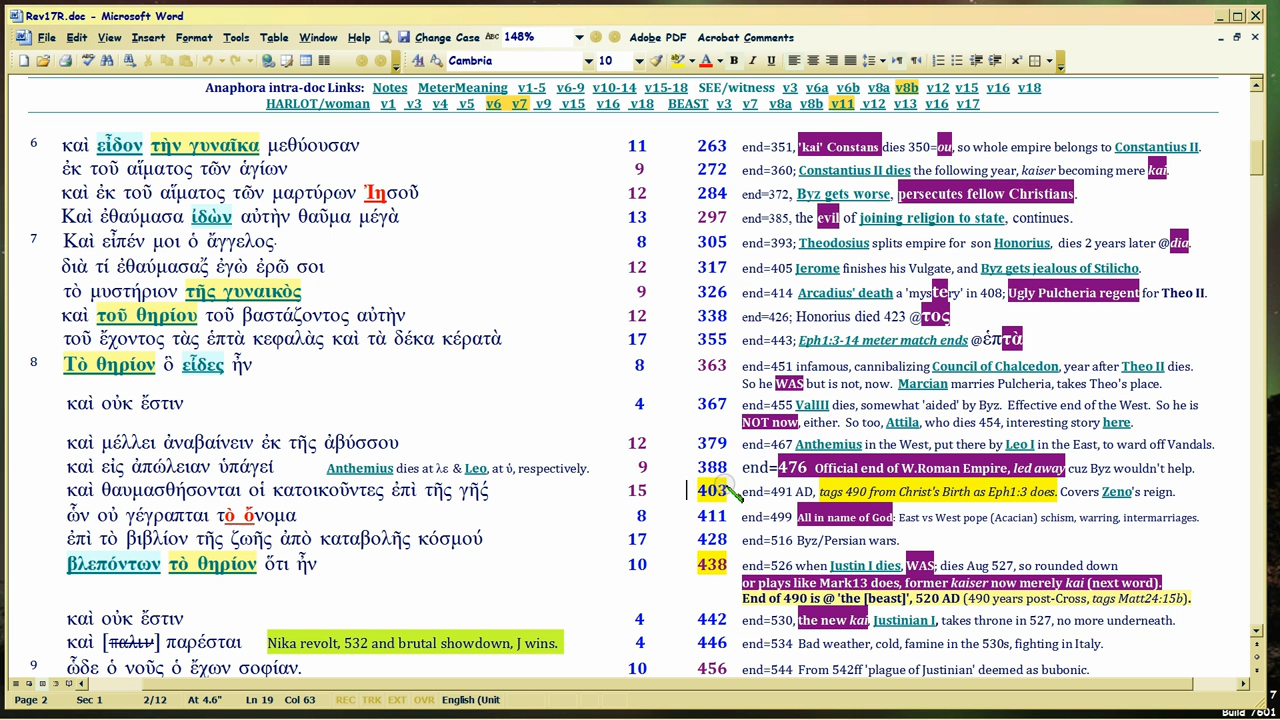 Rev17R.doc - Microsoft Word
File Edit View Insert Format Tools Table Window Help Change Case ABC 148% Adobe PDF Acrobat Comments
Cambria 10 B I U
Anaphora intra-doc Links: Notes MeterMeaning v1-5 v6-9 v10-14 v15-18 SEE/witness v3 v6a v6b v8a v8b v12 v15 v16 v18
HARLOT/woman v1 v3 v4 v5 v6 v7 v9 v15 v16 v18 BEAST v3 v7 v8a v8b v11 v12 v13 v16 v17
6 καὶ εἶδον τὴν γυναῖκα μεθύουσαν 11 263 end=351, 'kai' Constans dies 350=ou, so whole empire belongs to Constantius II.
ἐκ τοῦ αἵματος τῶν ἁγίων 9 272 end=360; Constantius II dies the following year, kaiser becoming mere kai.
καὶ ἐκ τοῦ αἵματος τῶν μαρτύρων Ἰησοῦ 12 284 end=372, Byz gets worse, persecutes fellow Christians.
Καὶ ἐθαύμασα ἰδὼν αὐτὴν θαῦμα μέγὰ 13 297 end=385, the evil of joining religion to state, continues.
7 Καὶ εἶπέν μοι ὁ ἄγγελος· 8 305 end=393; Theodosius splits empire for son Honorius, dies 2 years later @dia.
διὰ τί ἐθαύμασας̃ ἐγὼ ἐρῶ σοι 12 317 end=405 Jerome finishes his Vulgate, and Byz gets jealous of Stilicho.
τὸ μυστήριον τῆς γυναικὸς 9 326 end=414 Arcadius' death a 'mystery' in 408; Ugly Pulcheria regent for Theo II.
καὶ τοῦ θηρίου τοῦ βαστάζοντος αὐτὴν 12 338 end=426; Honorius died 423 @τος
τοῦ ἔχοντος τὰς ἑπτὰ κεφαλὰς καὶ τὰ δέκα κέρατὰ 17 355 end=443; Eph1:3-14 meter match ends @ἑπτὰ
8 Τὸ θηρίον ὃ εἶδες ἦν 8 363 end=451 infamous, cannibalizing Council of Chalcedon, year after Theo II dies.
So he WAS but is not, now. Marcian marries Pulcheria, takes Theo's place.
καὶ οὐκ ἔστιν 4 367 end=455 ValIII dies, somewhat 'aided' by Byz. Effective end of the West. So he is
NOT now, either. So too, Attila, who dies 454, interesting story here.
καὶ μέλλει ἀναβαίνειν ἐκ τῆς ἀβύσσου 12 379 end=467 Anthemius in the West, put there by Leo I in the East, to ward off Vandals.
καὶ εἰς ἀπώλειαν ὑπάγεί Anthemius dies at λε & Leo, at ύ, respectively. 9 388 end=476 Official end of W.Roman Empire, led away cuz Byz wouldn't help.
καὶ θαυμασθήσονται οἱ κατοικοῦντες ἐπὶ τῆς γῆς́ 15 403 end=491 AD, tags 490 from Christ's Birth as Eph1:3 does. Covers Zeno's reign.
ὧν οὐ γέγραπται τὸ ὄνομα 8 411 end=499 All in name of God: East vs West pope (Acacian) schism, warring, intermarriages.
ἐπὶ τὸ βιβλίον τῆς ζωῆς ἀπὸ καταβολῆς κόσμού 17 428 end=516 Byz/Persian wars.
βλεπόντων τὸ θηρίον ὅτι ἦν 10 438 end=526 when Justin I dies, WAS; dies Aug 527, so rounded down
or plays like Mark13 does, former kaiser now merely kai (next word).
End of 490 is @ 'the [beast]', 520 AD (490 years post-Cross, tags Matt24:15b).
καὶ οὐκ ἔστιν 4 442 end=530, the new kai, Justinian I, takes throne in 527, no more underneath.
καὶ [παλιν] παρέσται Nika revolt, 532 and brutal showdown, J wins. 4 446 end=534 Bad weather, cold, famine in the 530s, fighting in Italy.
9 ὧδε ὁ νοῦς ὁ ἔχων σοφίαν. 10 456 end=544 From 542ff 'plague of Justinian' deemed as bubonic.
Page 2 Sec 1 2/12 At 4.6" Ln 19 Col 63 REC TRK EXT OVR English (Unit
7
Build 7601